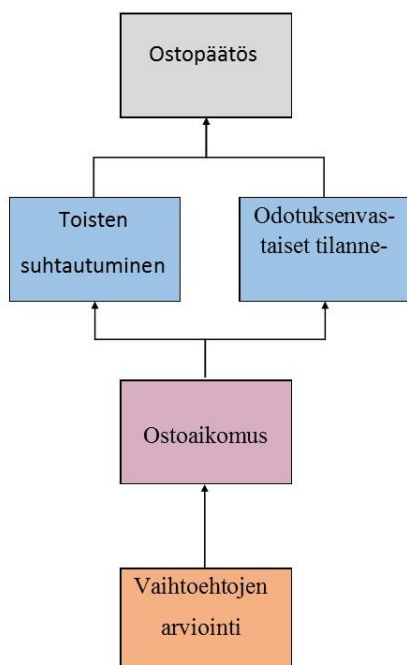 Ostopäätös
Toisten
suhtautuminen
Odotuksenvas-
taiset tilanne-
Ostoaikomus
Vaihtoehtojen
arviointi